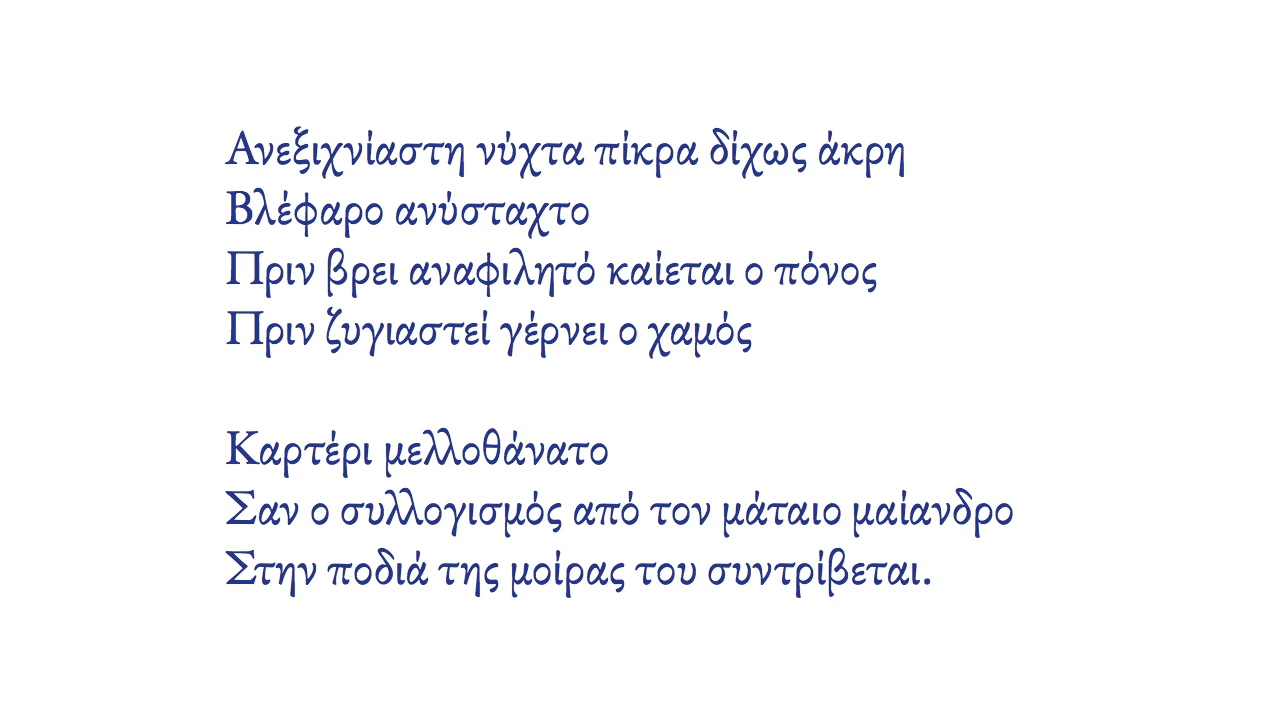 Ανεξιχνίαστη νύχτα πίκρα δίχως άκρη
Βλέφαρο ανύσταχτο
Πριν βρει αναφιλητό καίεται ο πόνος
Πριν ζυγιαστεί γέρνει ο χαμός
Καρτέρι μελλοθάνατο
Σαν ο συλλογισμός από τον μάταιο μαίανδρο
Στην ποδιά της μοίρας του συντρίβεται.